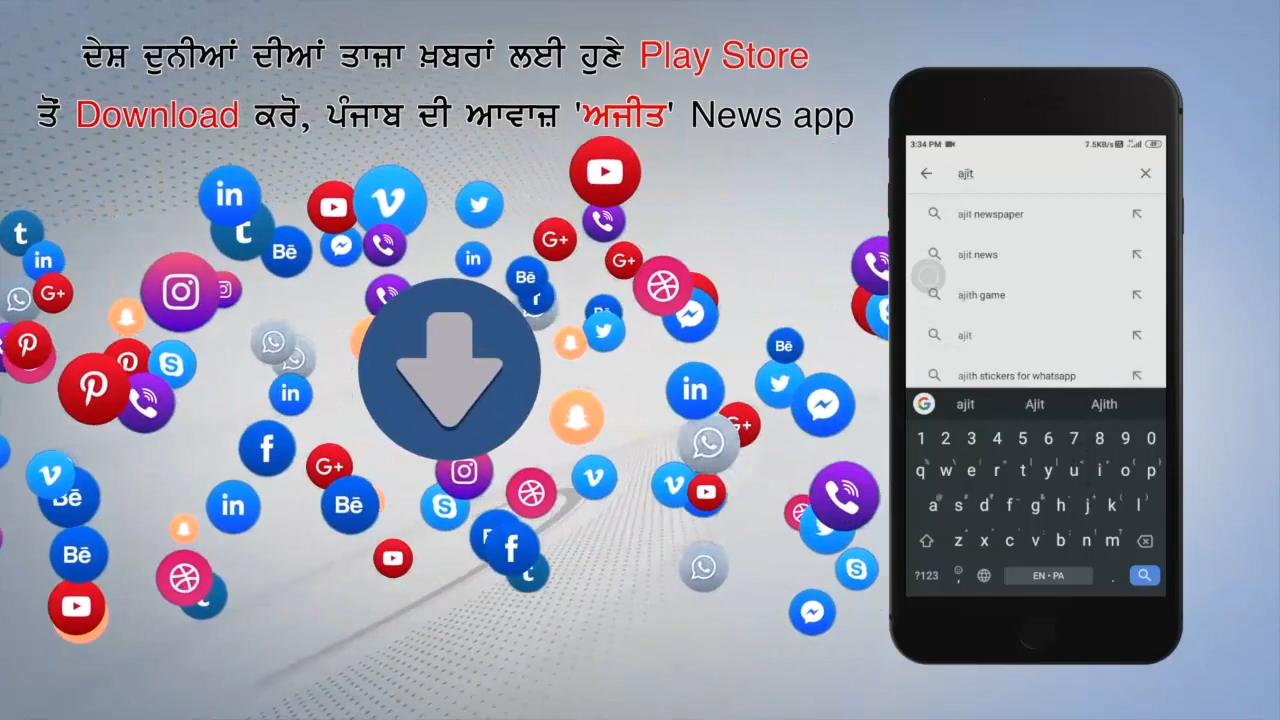 ਦੇਸ਼ ਦੁਨੀਆਂ ਦੀਆਂ ਤਾਜ਼ਾ ਖ਼ਬਰਾਂ ਲਈ ਹੁਣੇ Play Store
ਤੋਂ Download ਕਰੋ, ਪੰਜਾਬ ਦੀ ਆਵਾਜ਼ 'ਅਜੀਤ' News app
3:34 PM 7.5KB/s
ajit
ajit newspaper
ajit news
ajith game
ajit
ajith stickers for whatsapp
ajit Ajit Ajith
1 2 3 4 5 6 7 8 9 0
q w e r t y u i o p
a s d f g h j k l
z x c v b n m
?123 , EN • PA .